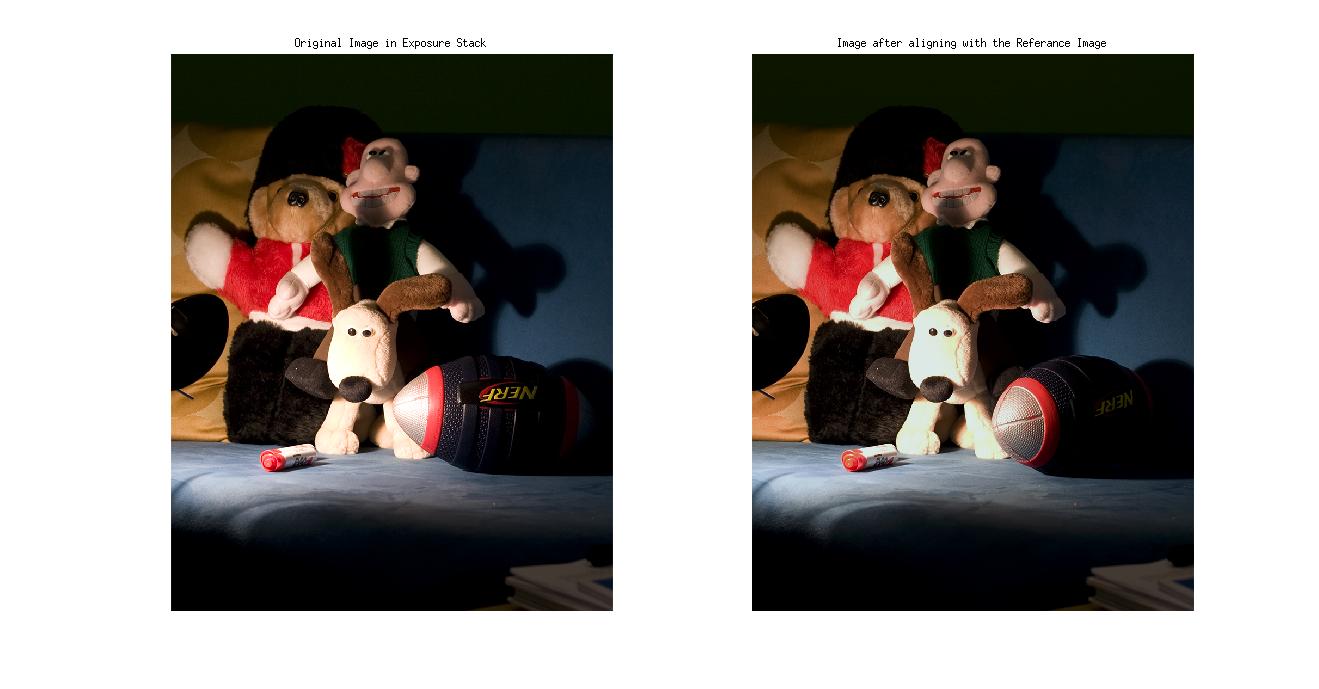 Original Image in Exposure Stack
Image after aligning with the Referance Image
NERF
NERF